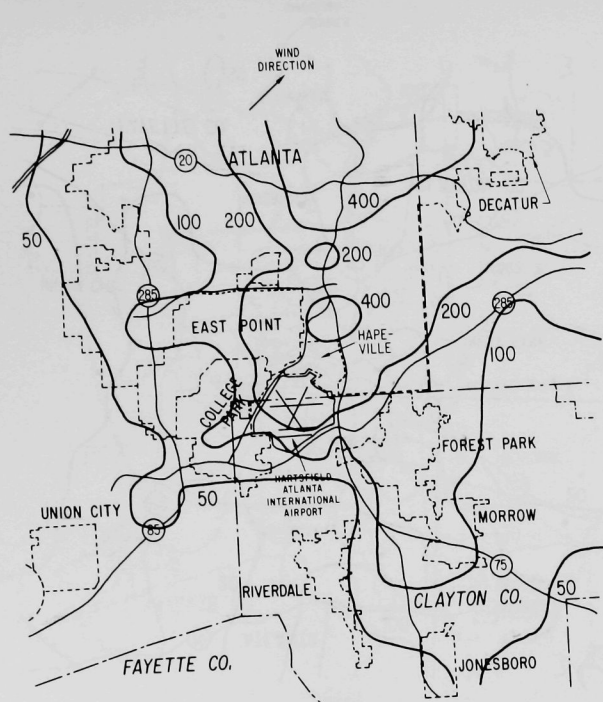 WIND
DIRECTION
20
ATLANTA
400
DECATUR
50
100
200
200
285
400
200
285
EAST POINT
HAPE-
VILLE
100
COLLEGE
PARK
FOREST PARK
HARTSFIELD
ATLANTA
INTERNATIONAL
AIRPORT
50
UNION CITY
MORROW
85
75
RIVERDALE
CLAYTON CO.
50
FAYETTE CO.
JONESBORO